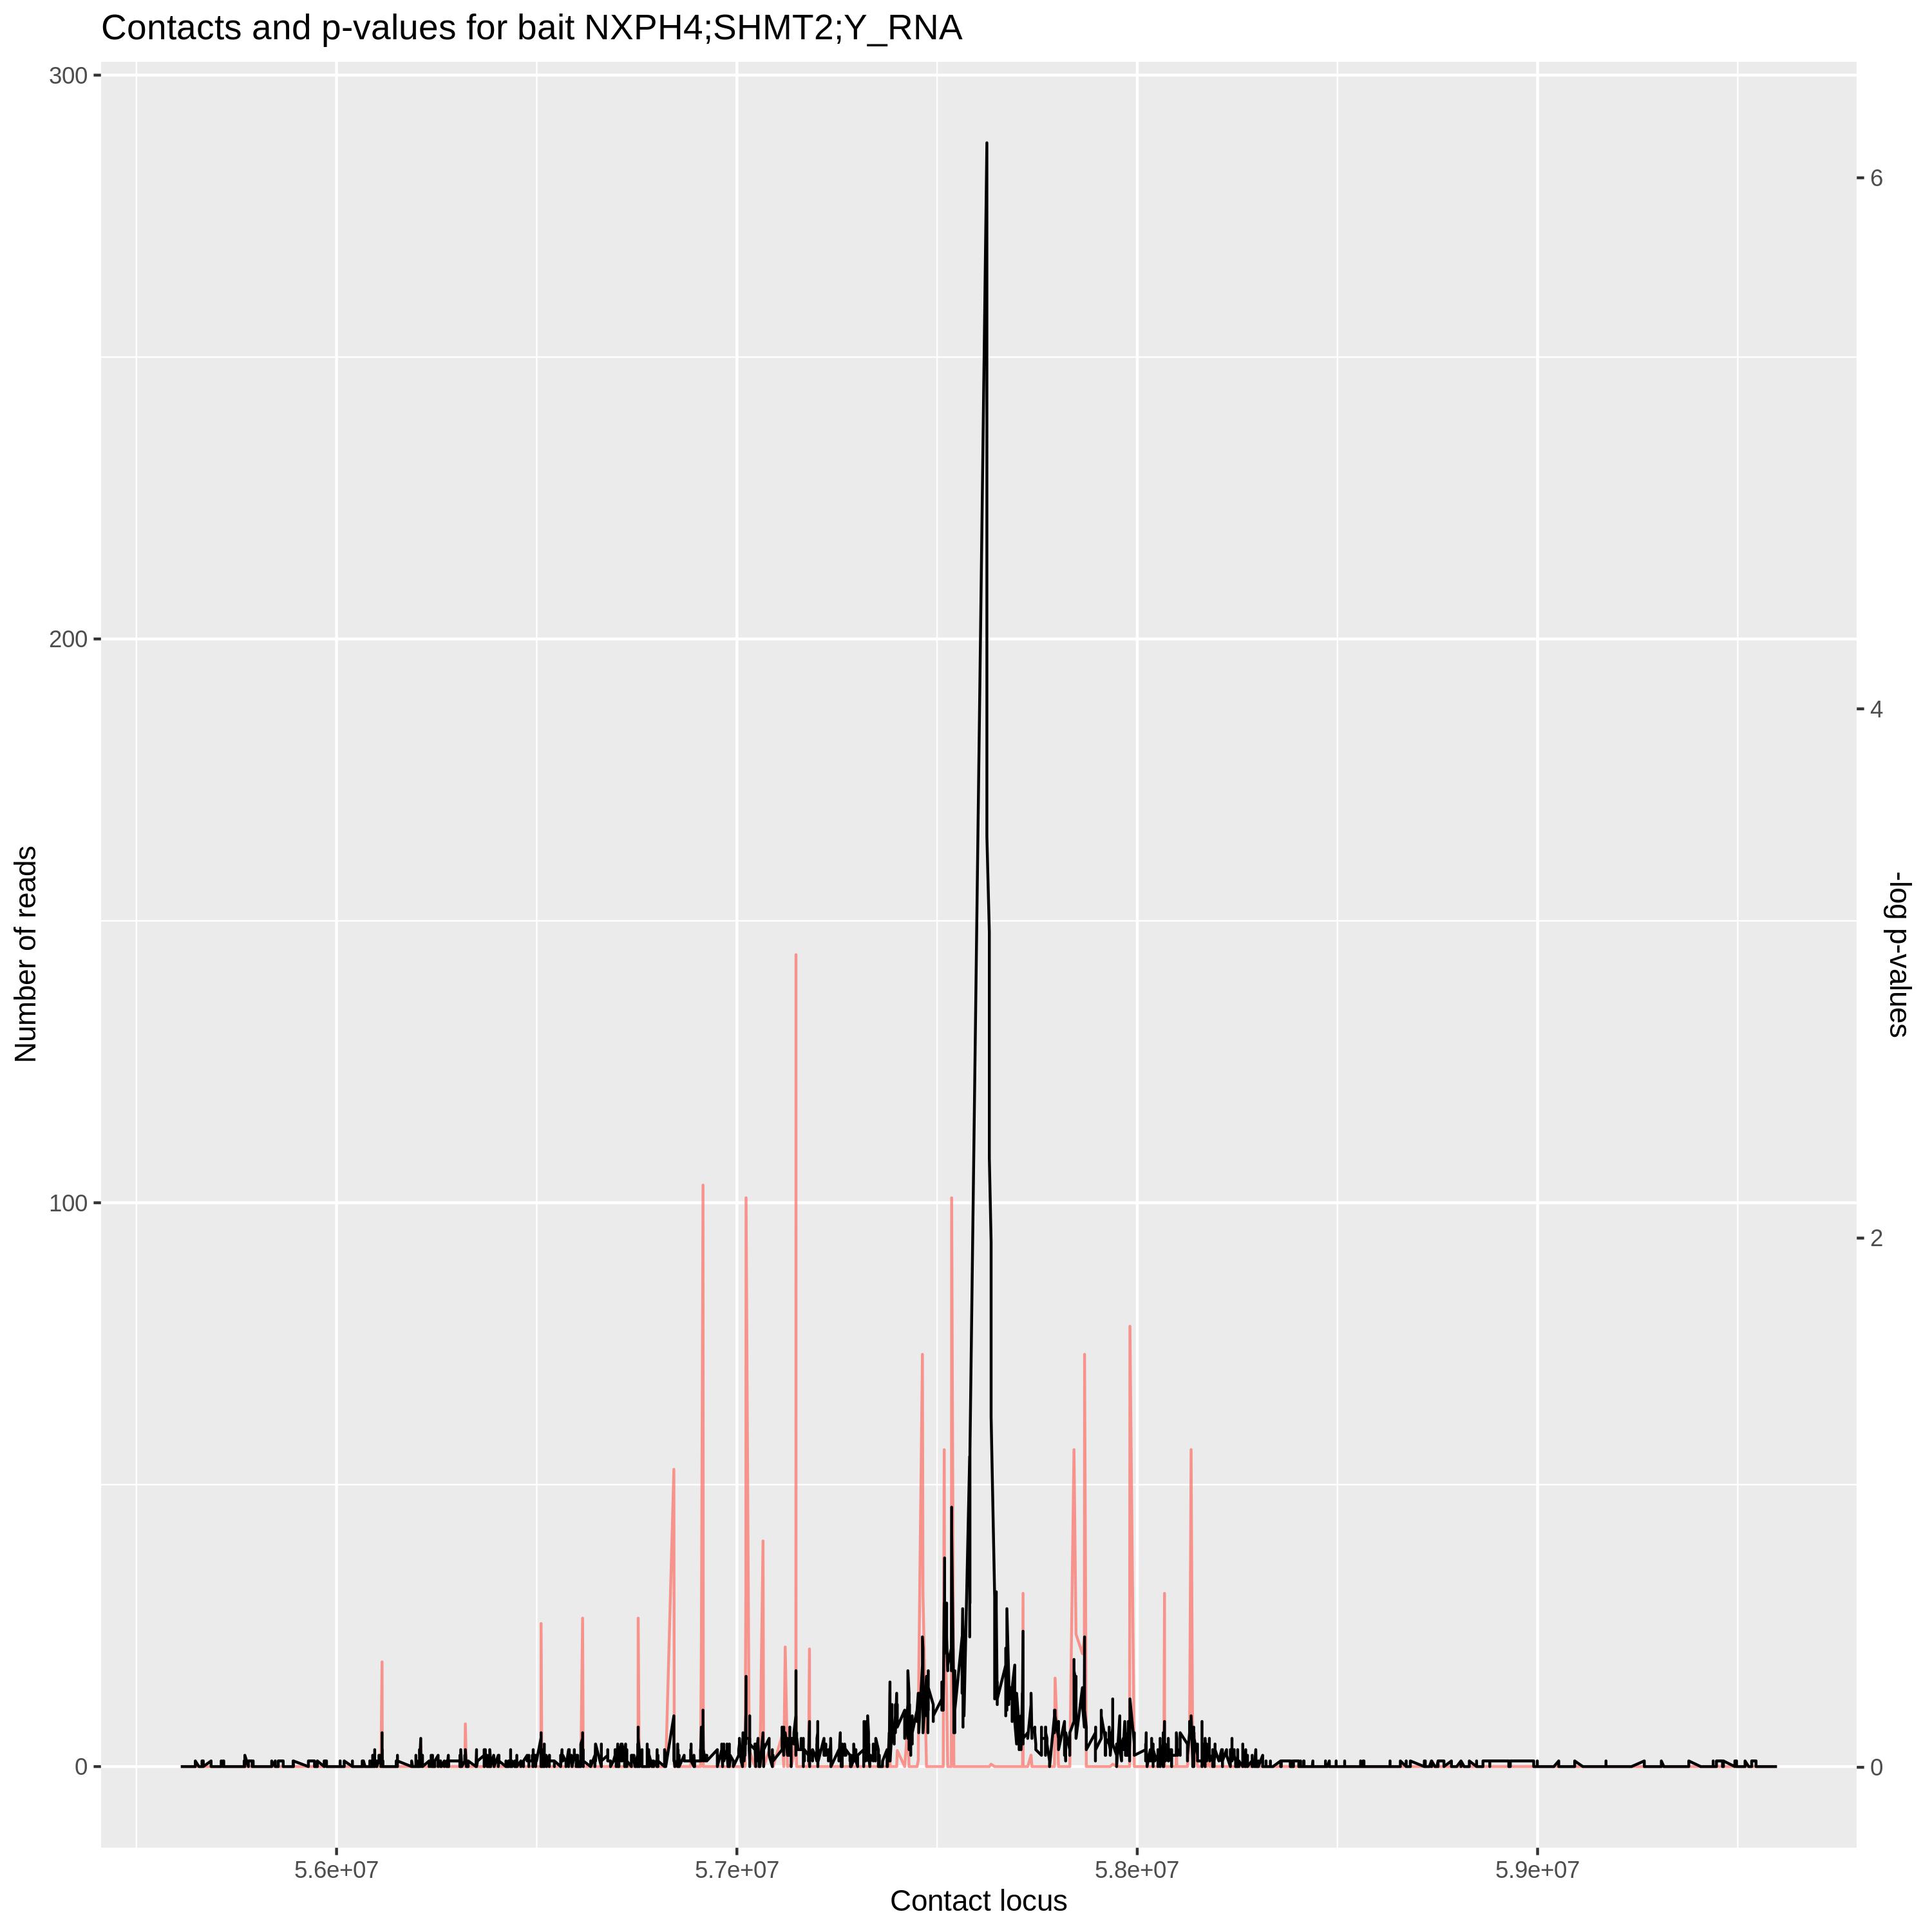 Contacts and p-values for bait NXPH4;SHMT2;Y_RNA
300
200
100
0
Number of reads
6
4
2
0
-log p-values
5.6e+07
5.7e+07
5.8e+07
5.9e+07
Contact locus